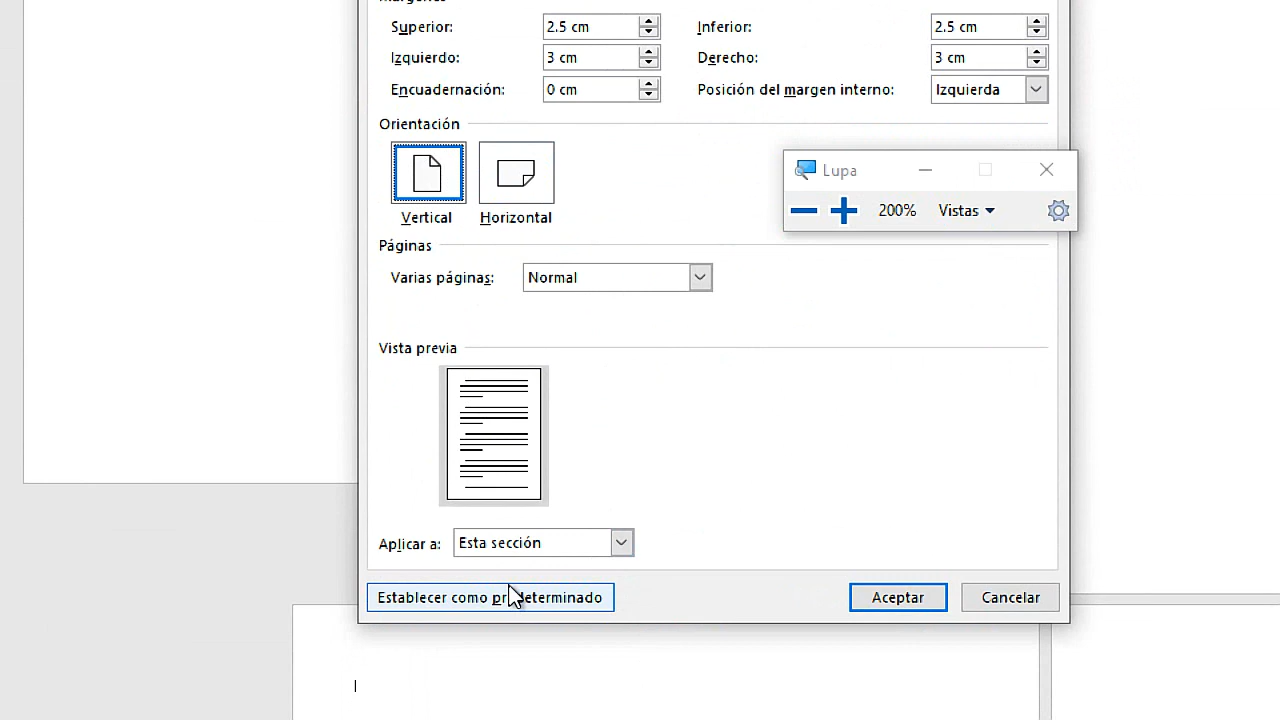 Márgenes
Superior: 2.5 cm Inferior: 2.5 cm
Izquierdo: 3 cm Derecho: 3 cm
Encuadernación: 0 cm Posición del margen interno: Izquierda
Orientación
Vertical Horizontal
Lupa
200% Vistas
Páginas
Varias páginas: Normal
Vista previa
Aplicar a: Esta sección
Establecer como predeterminado Aceptar Cancelar